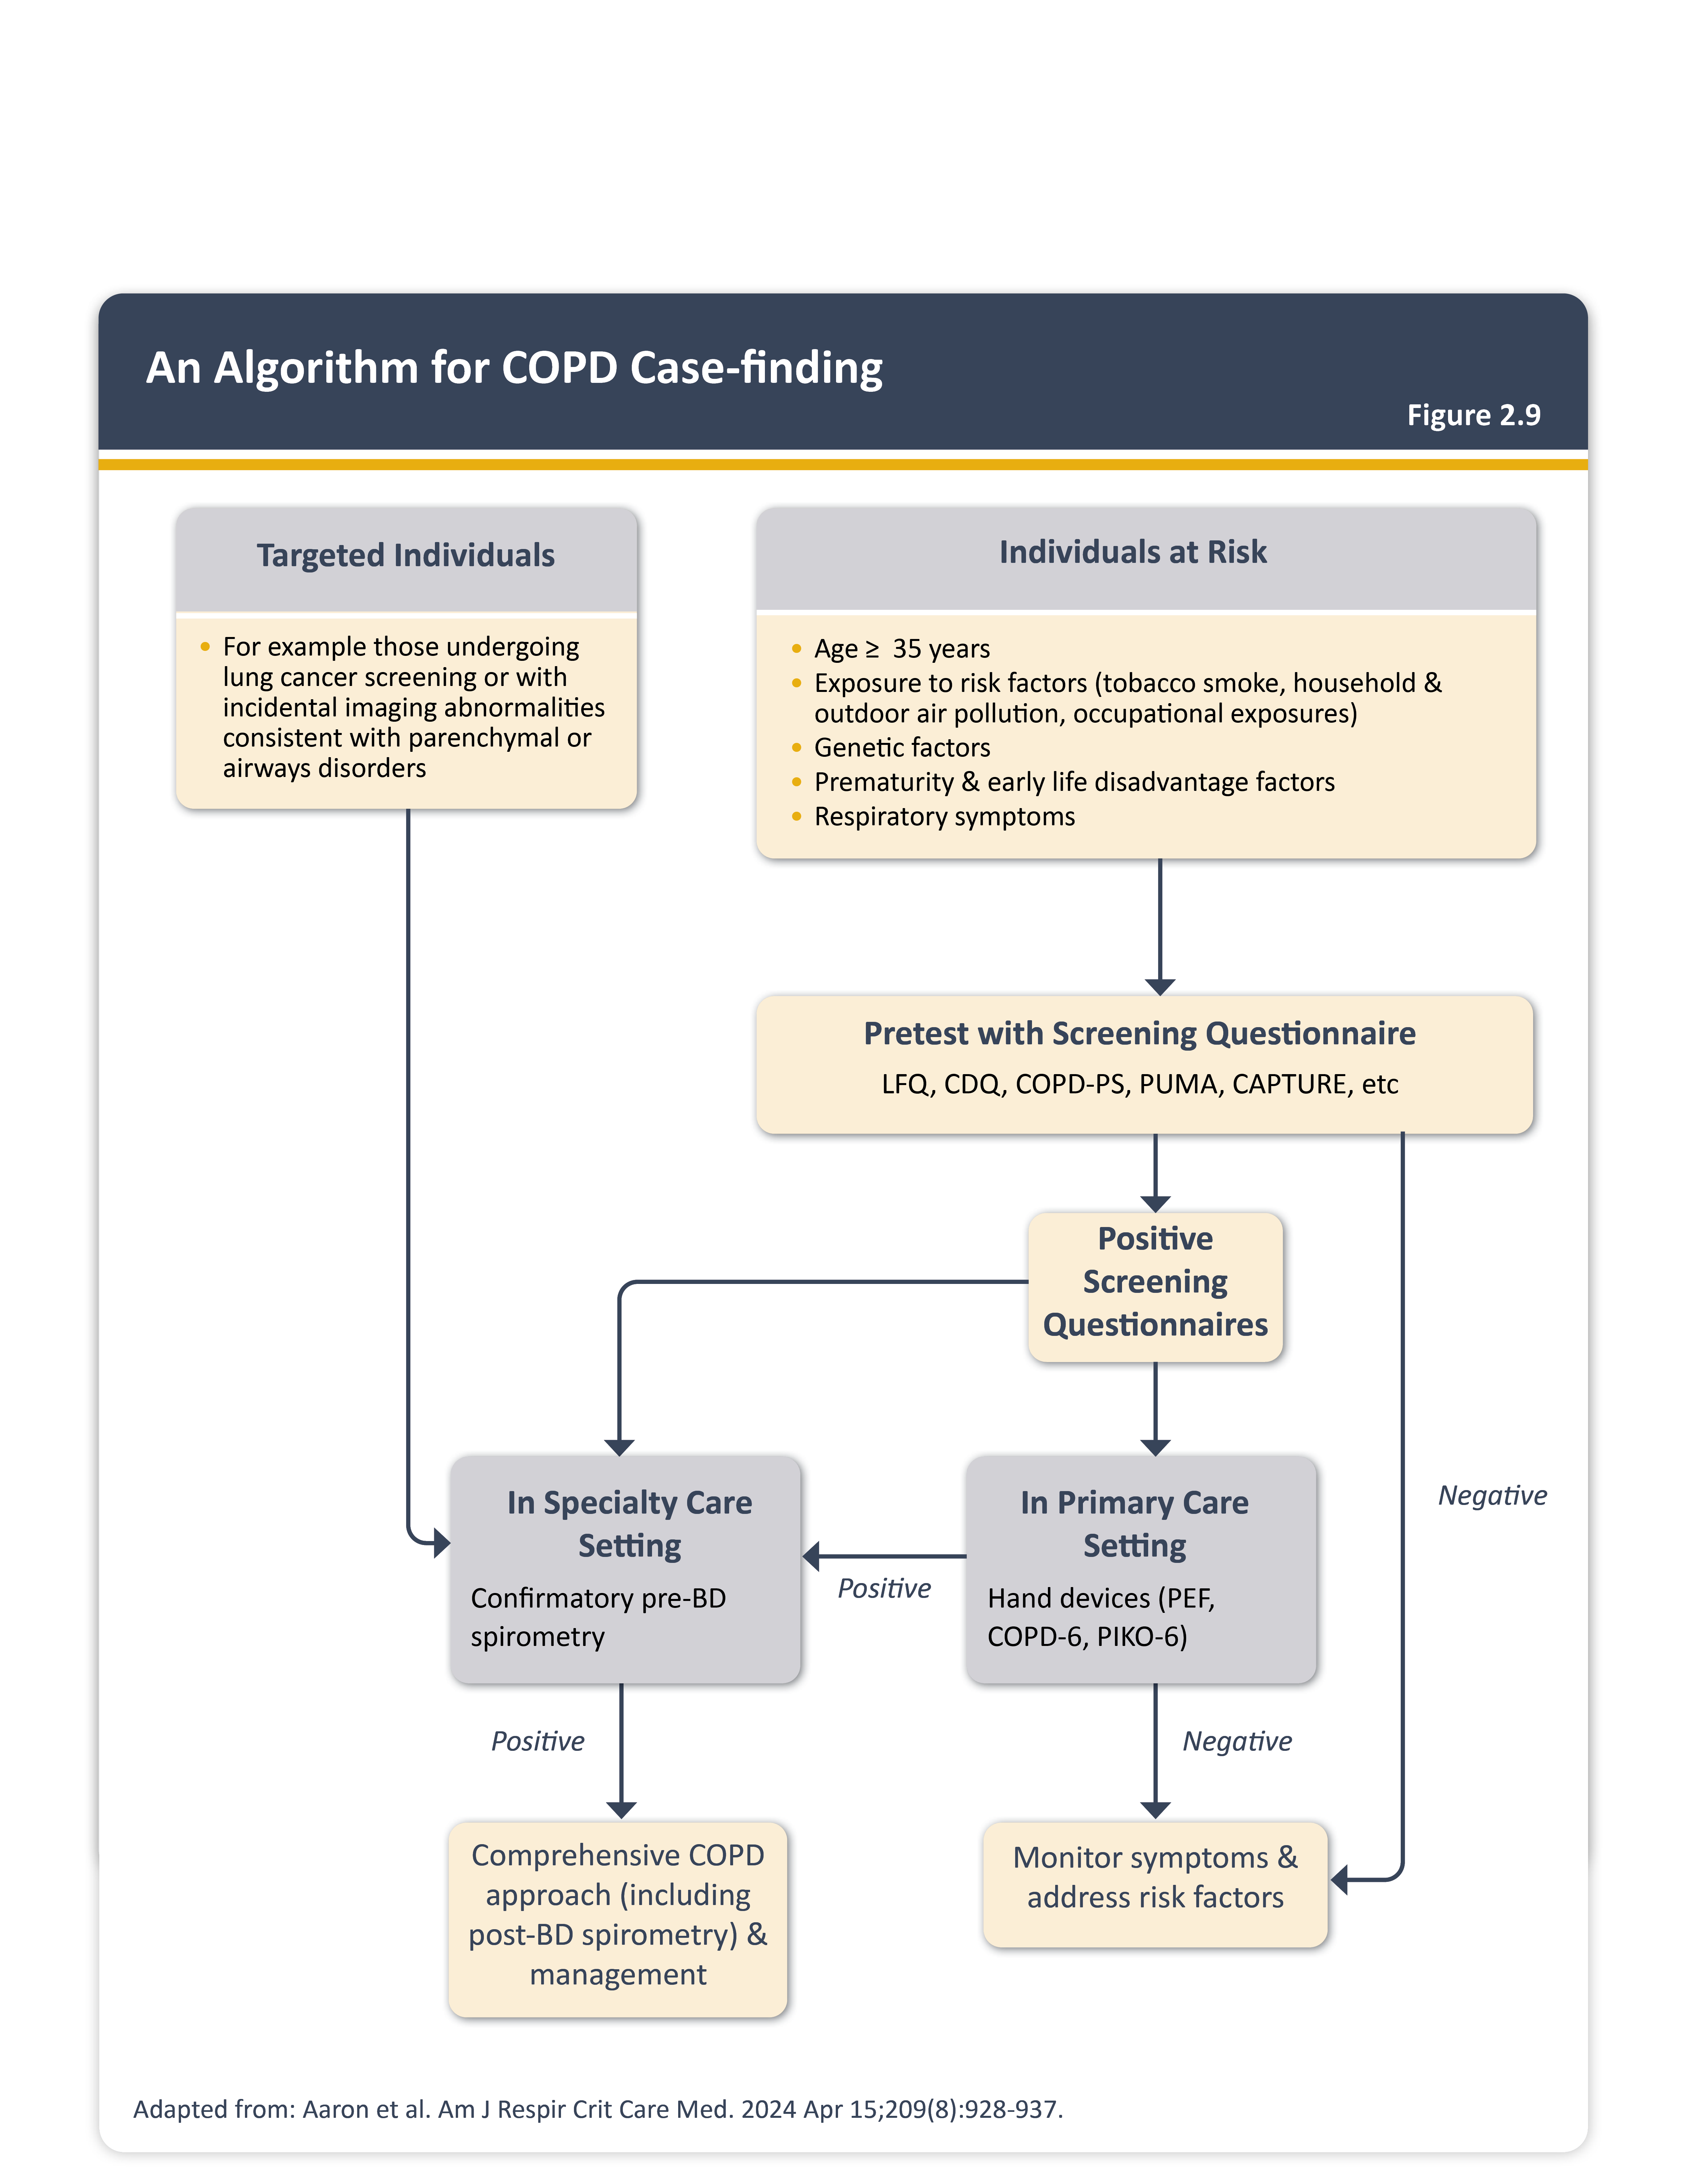 An Algorithm for COPD Case-finding
Figure 2.9
Targeted Individuals
• For example those undergoing
lung cancer screening or with
incidental imaging abnormalities
consistent with parenchymal or
airways disorders
Individuals at Risk
• Age ≥ 35 years
• Exposure to risk factors (tobacco smoke, household &
outdoor air pollution, occupational exposures)
• Genetic factors
• Prematurity & early life disadvantage factors
• Respiratory symptoms
Pretest with Screening Questionnaire
LFQ, CDQ, COPD-PS, PUMA, CAPTURE, etc
Positive
Screening
Questionnaires
In Specialty Care
Setting
Confirmatory pre-BD
spirometry
Positive
In Primary Care
Setting
Hand devices (PEF,
COPD-6, PIKO-6)
Negative
Positive
Negative
Comprehensive COPD
approach (including
post-BD spirometry) &
management
Monitor symptoms &
address risk factors
Adapted from: Aaron et al. Am J Respir Crit Care Med. 2024 Apr 15;209(8):928-937.